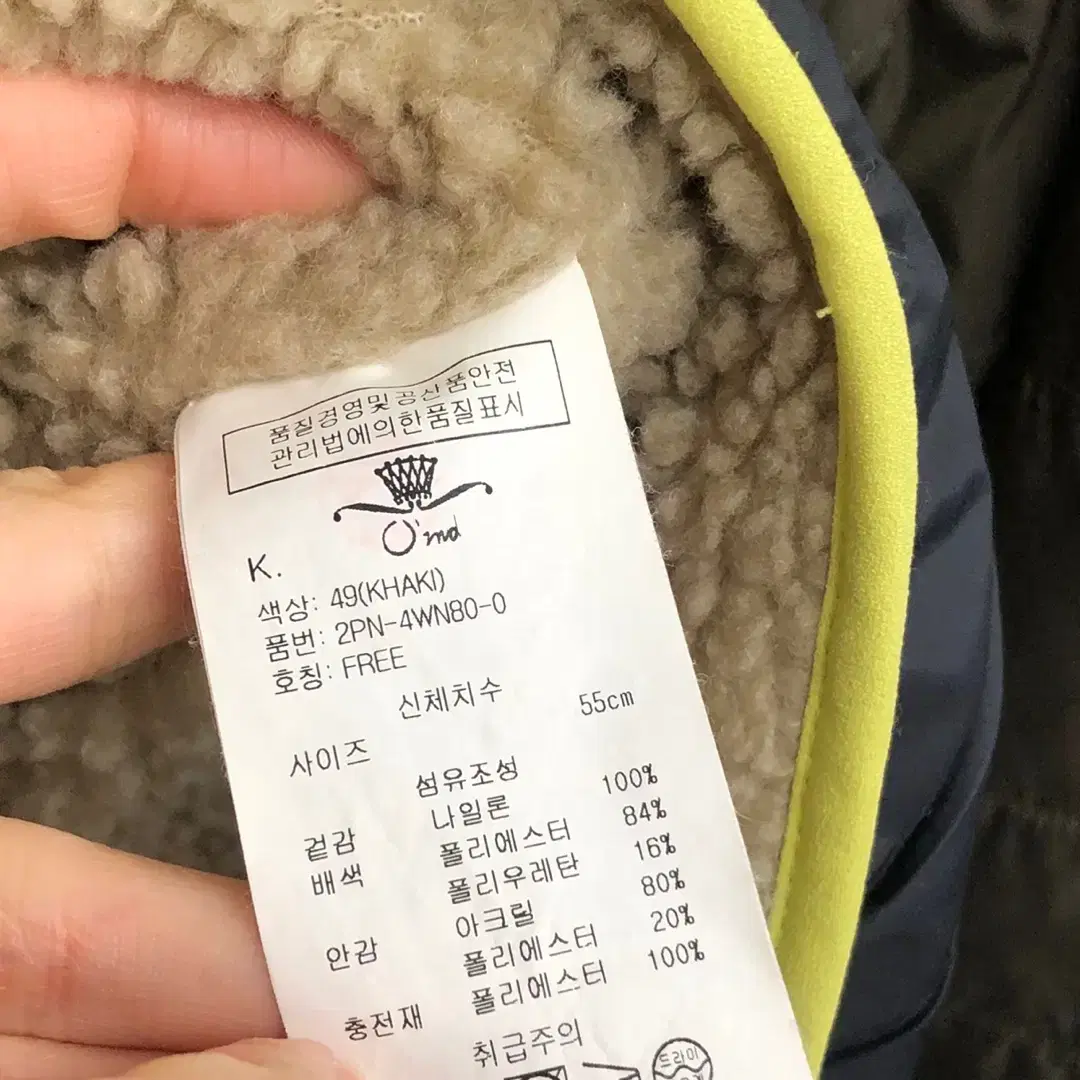 품질경영및 공산품안전
관리법에의한품질표시
O'2nd
K.
색상: 49(KHAKI)
품번: 2PN-4WN80-0
호칭: FREE
신체치수 55cm
사이즈
섬유조성
겉감 나일론 100%
배색 폴리에스터 84%
폴리우레탄 16%
안감 아크릴 80%
폴리에스터 20%
충전재 폴리에스터 100%
취급주의
드라이